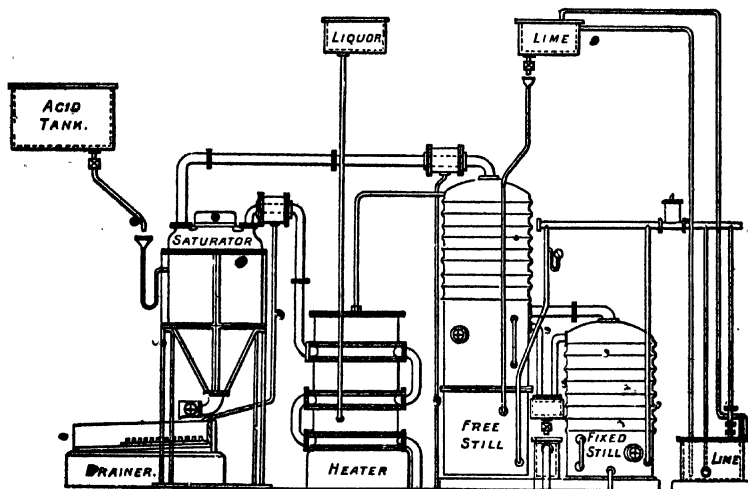 LIQUOR
LIME
ACID
TANK.
SATURATOR
FREE
STILL
FIXED
STILL
LIME
DRAINER.
HEATER